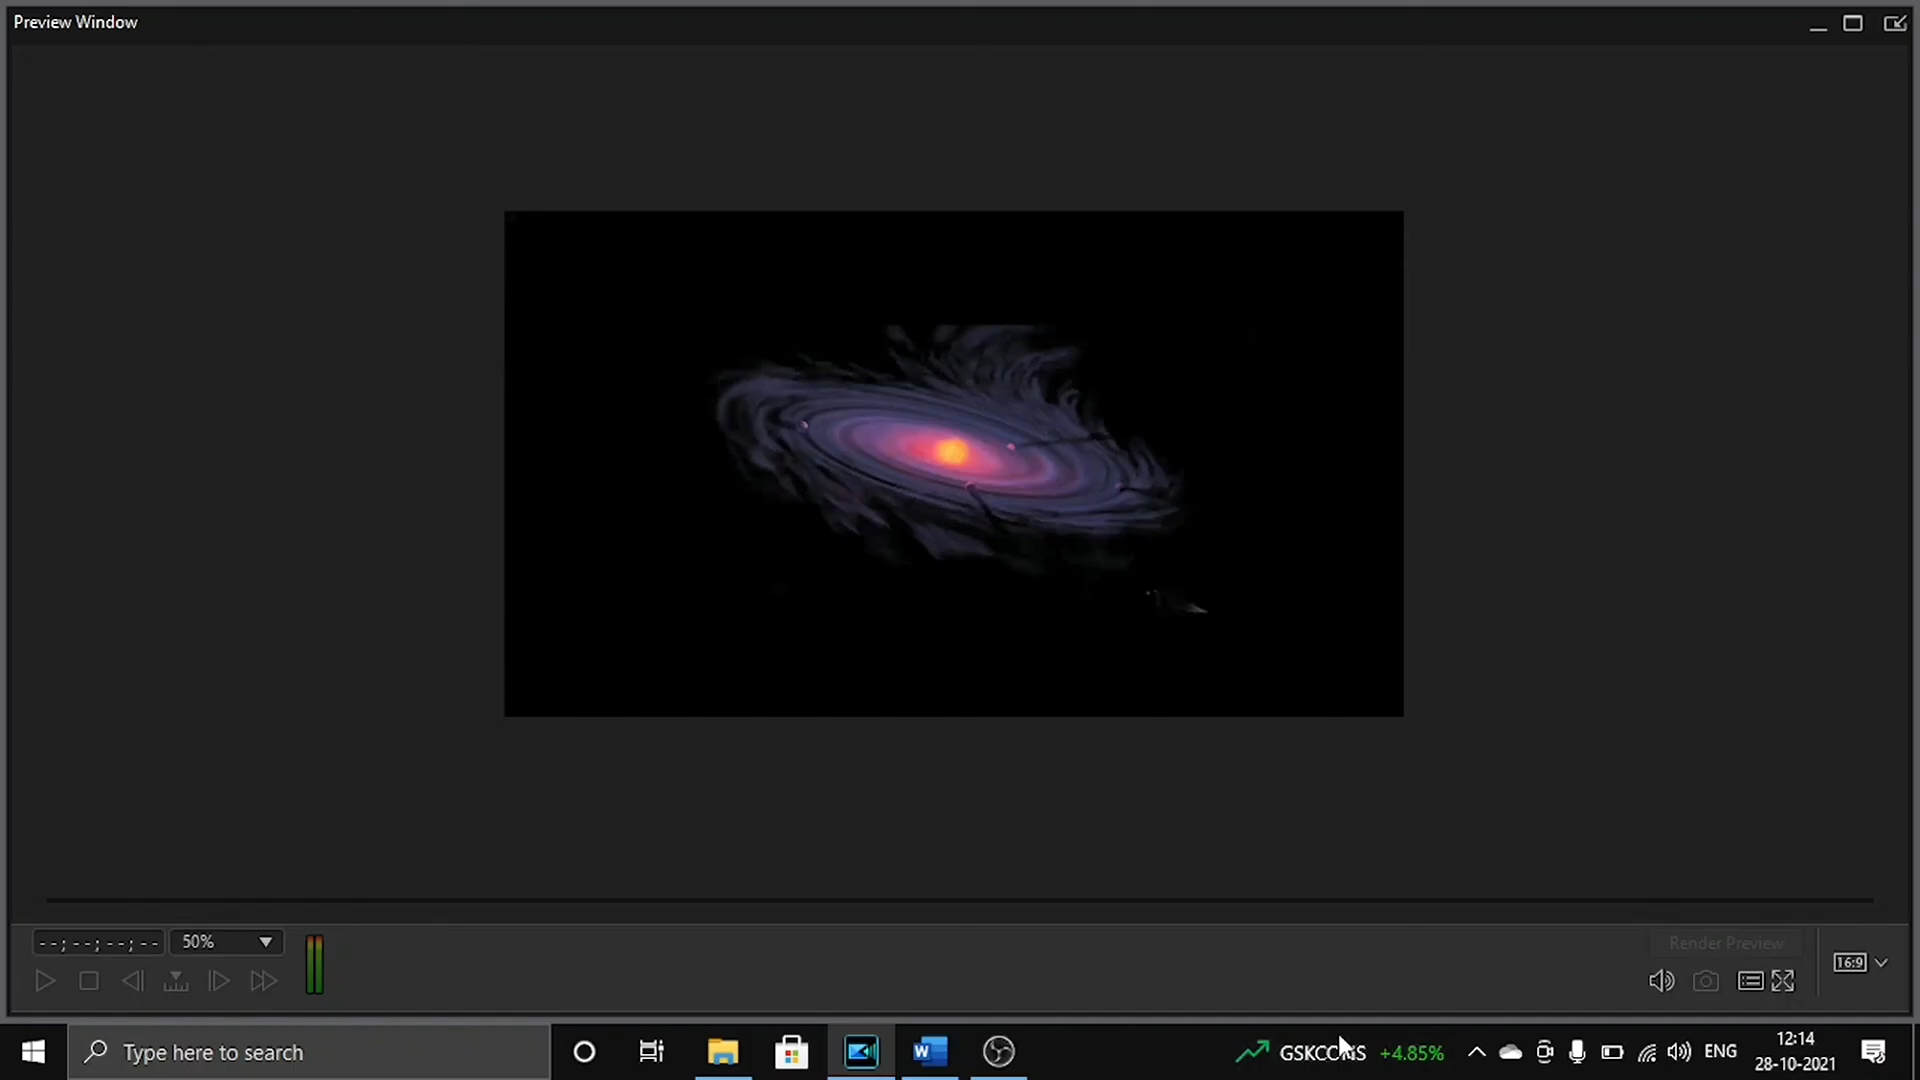 Preview Window
--;--;--;--
50%
Render Preview
16:9
Type here to search
W
+4.85%
ENG
12:14
28-10-2021